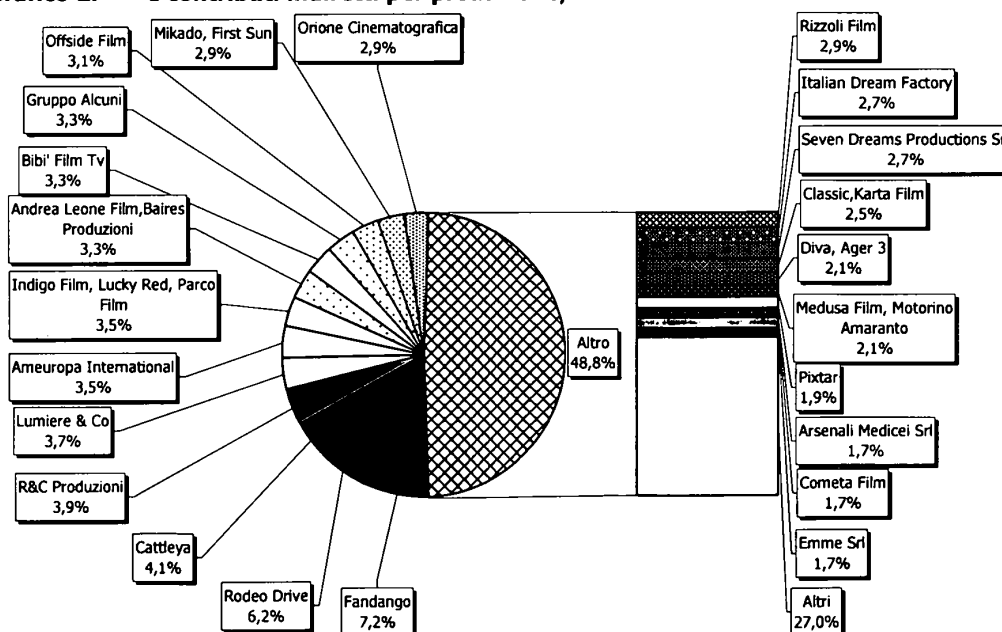 Orione Cinematografica
2,9%
Mikado, First Sun
2,9%
Offside Film
3,1%
Gruppo Alcuni
3,3%
Bibi' Film Tv
3,3%
Andrea Leone Film,Baires
Produzioni
3,3%
Indigo Film, Lucky Red, Parco
Film
3,5%
Ameuropa International
3,5%
Lumiere & Co
3,7%
R&C Produzioni
3,9%
Cattleya
4,1%
Rodeo Drive
6,2%
Fandango
7,2%
Altro
48,8%
Rizzoli Film
2,9%
Italian Dream Factory
2,7%
Seven Dreams Productions
2,7%
Classic,Karta Film
2,5%
Diva, Ager 3
2,1%
Medusa Film, Motorino
Amaranto
2,1%
Pixtar
1,9%
Arsenali Medicei Srl
1,7%
Cometa Film
1,7%
Emme Srl
1,7%
Altri
27,0%